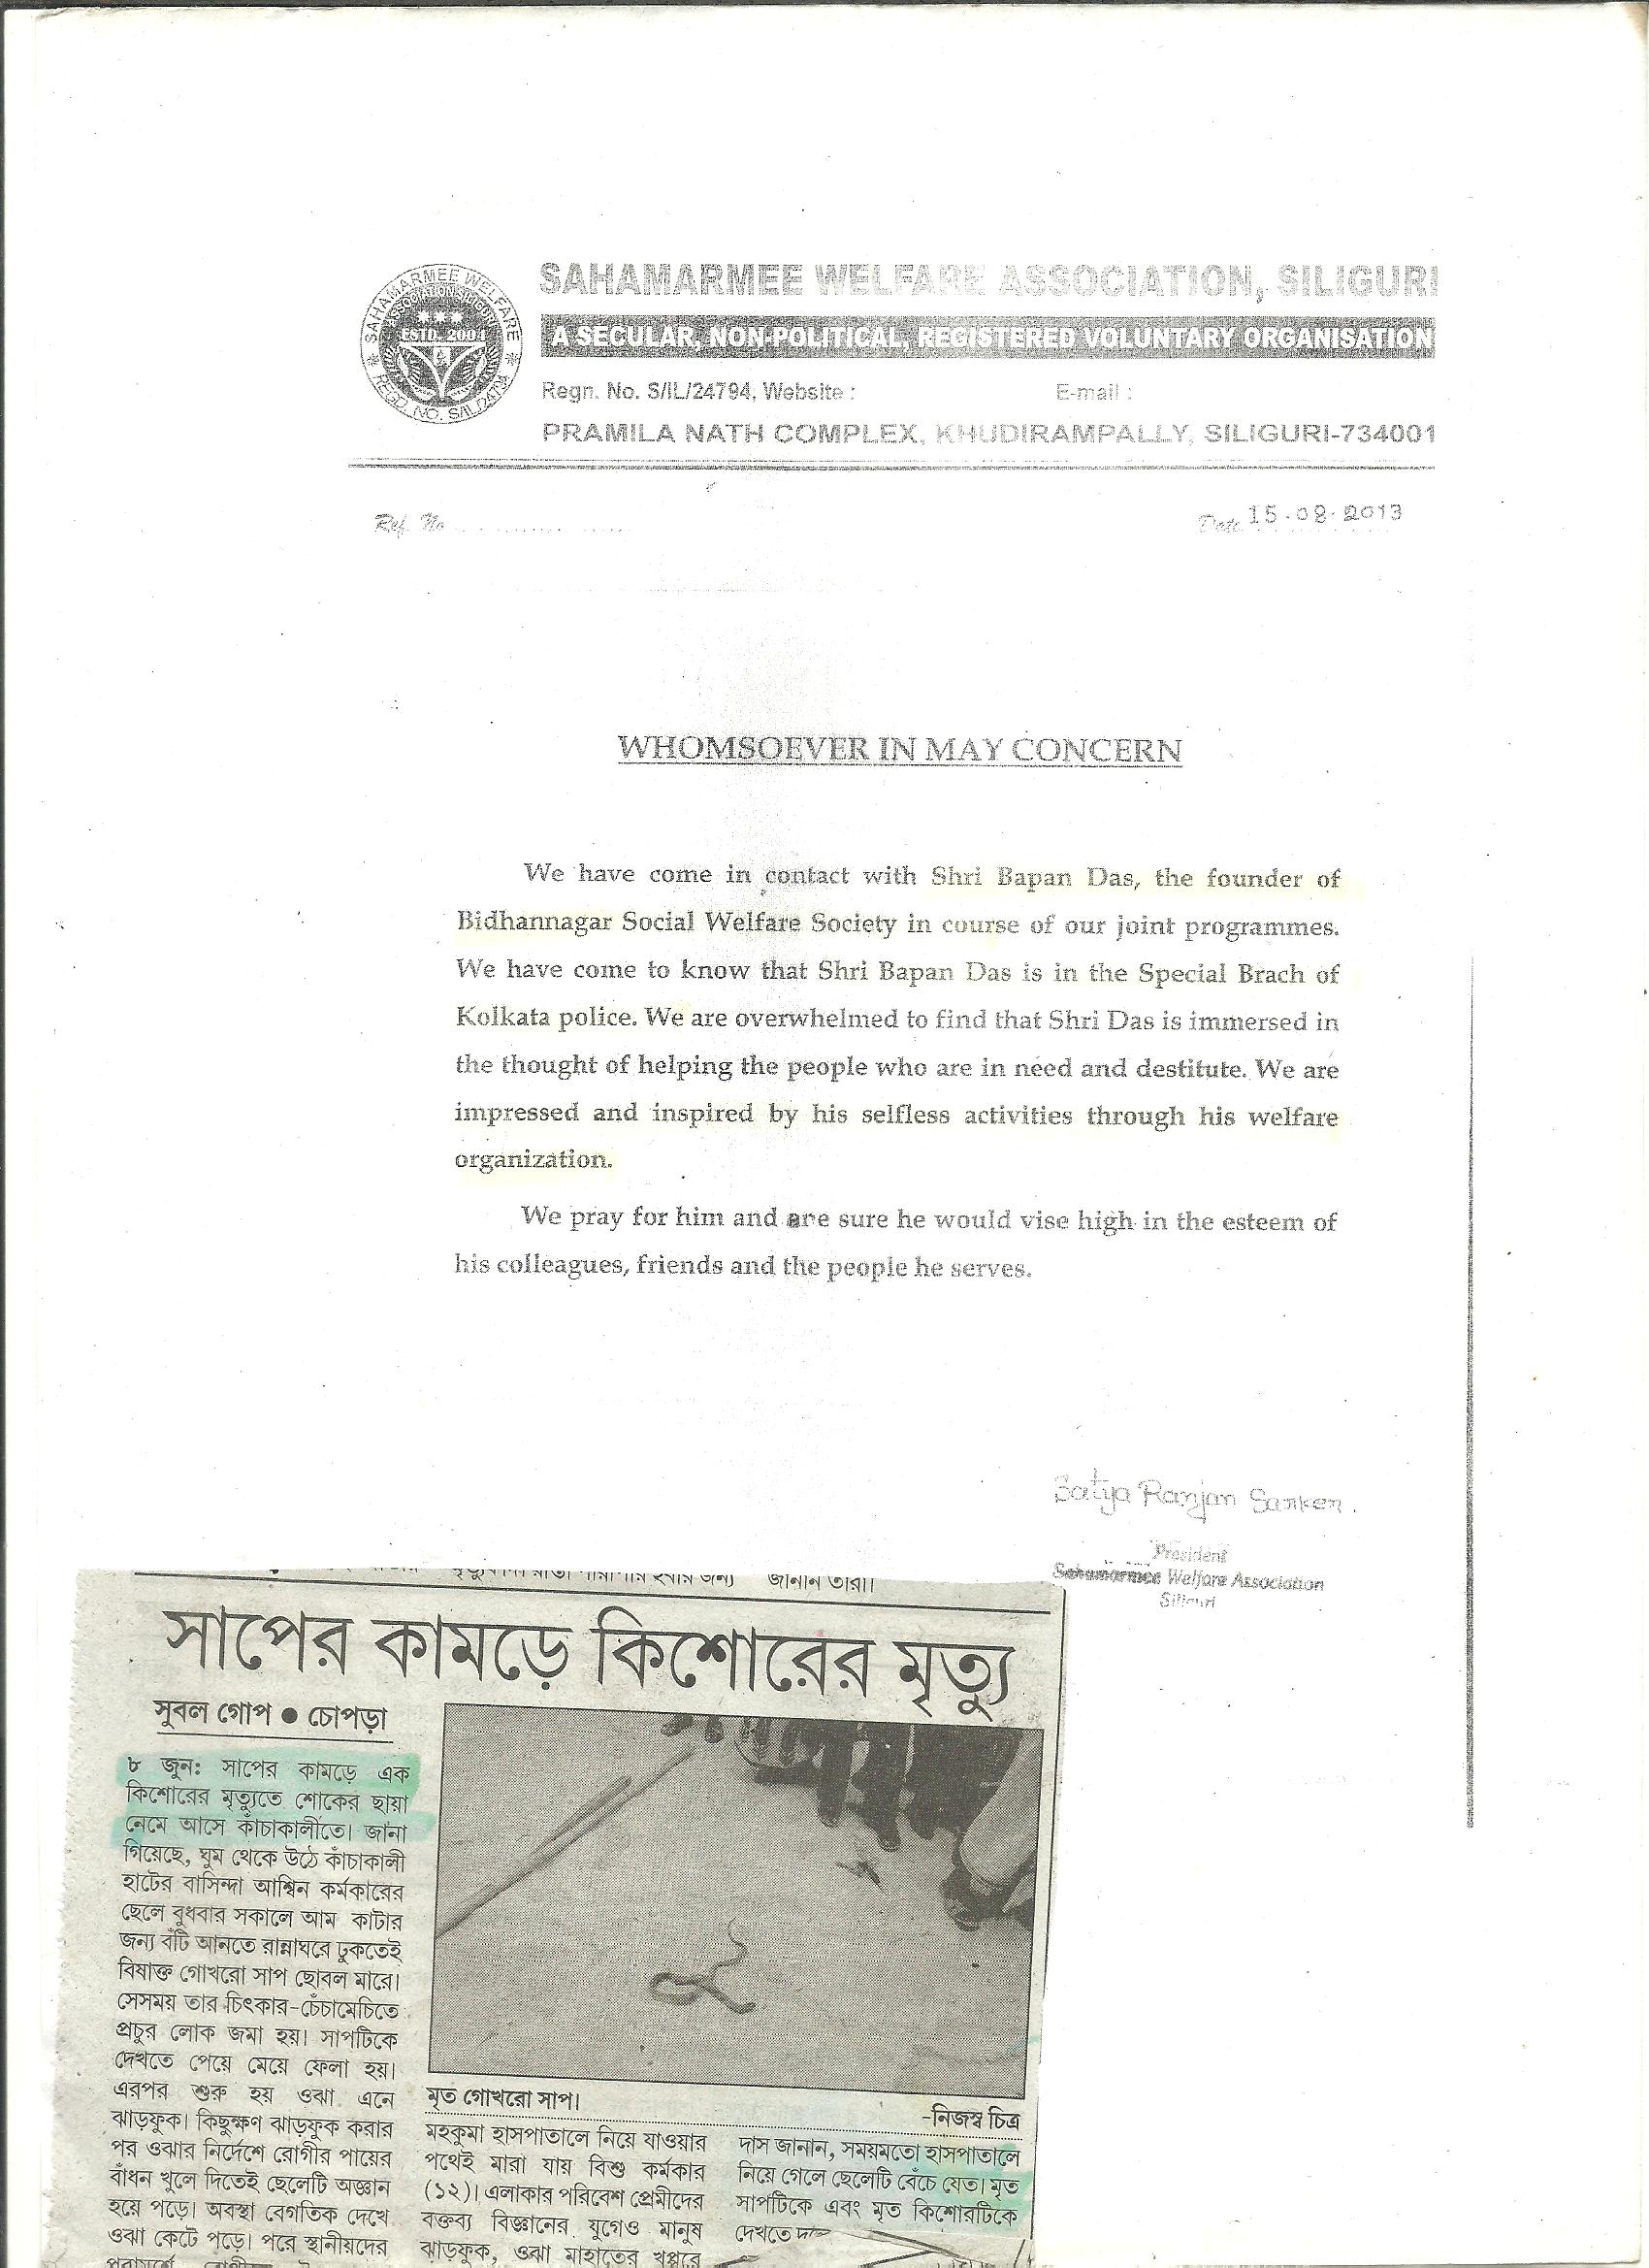 SAHAMARMEE WELFARE
ASSOCIATION, SILIGURI
ESTD. 2004
REGD. NO. S/IL/24794
SAHAMARMEE WELFARE ASSOCIATION, SILIGURI
A SECULAR, NON-POLITICAL, REGISTERED VOLUNTARY ORGANISATION
Regn. No. S/IL/24794, Website : E-mail :
PRAMILA NATH COMPLEX, KHUDIRAMPALLY, SILIGURI-734001
Ref. No. Date 15.08.2013
WHOMSOEVER IN MAY CONCERN
We have come in contact with Shri Bapan Das, the founder of
Bidhannagar Social Welfare Society in course of our joint programmes.
We have come to know that Shri Bapan Das is in the Special Brach of
Kolkata police. We are overwhelmed to find that Shri Das is immersed in
the thought of helping the people who are in need and destitute. We are
impressed and inspired by his selfless activities through his welfare
organization.
We pray for him and are sure he would vise high in the esteem of
his colleagues, friends and the people he serves.
Satya Ranjan Sarker.
President
Sahamarmee Welfare Association
Siliguri
হবার জন্য জানান তারা।
সাপের কামড়ে কিশোরের মৃত্যু
সুবল গোপ ● চোপড়া
৮ জুন: সাপের কামড়ে এক
কিশোরের মৃত্যুতে শোকের ছায়া
নেমে আসে কাঁচাকালীতে। জানা
গিয়েছে, ঘুম থেকে উঠে কাঁচাকালী
হাটের বাসিন্দা আশ্বিন কর্মকারের
ছেলে বুধবার সকালে আম কাটার
জন্য বঁটি আনতে রান্নাঘরে ঢুকতেই
বিষাক্ত গোখরো সাপ ছোবল মারে।
সেসময় তার চিৎকার-চেঁচামেচিতে
প্রচুর লোক জমা হয়। সাপটিকে
দেখতে পেয়ে মেয়ে ফেলা হয়।
এরপর শুরু হয় ওঝা এনে
ঝাড়ফুক। কিছুক্ষণ ঝাড়ফুক করার
পর ওঝার নির্দেশে রোগীর পায়ের
বাঁধন খুলে দিতেই ছেলেটি অজ্ঞান
হয়ে পড়ে। অবস্থা বেগতিক দেখে
ওঝা কেটে পড়ে। পরে স্থানীয়দের
মৃত গোখরো সাপ।
-নিজস্ব চিত্র
মহকুমা হাসপাতালে নিয়ে যাওয়ার
পথেই মারা যায় বিশু কর্মকার
(১২)। এলাকার পরিবেশ প্রেমীদের
বক্তব্য বিজ্ঞানের যুগেও মানুষ
ঝাড়ফুক, ওঝা মাহাতের খপ্পরে
দাস জানান, সময়মতো হাসপাতালে
নিয়ে গেলে ছেলেটি বেঁচে যেত। মৃত
সাপটিকে এবং মৃত কিশোরটিকে
দেখতে